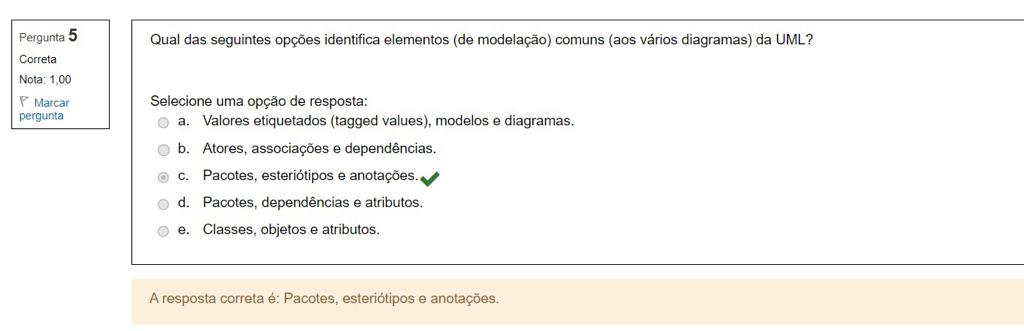 Pergunta 5
Correta
Nota: 1,00
Marcar
pergunta
Qual das seguintes opções identifica elementos (de modelação) comuns (aos vários diagramas) da UML?
Selecione uma opção de resposta:
a. Valores etiquetados (tagged values), modelos e diagramas.
b. Atores, associações e dependências.
c. Pacotes, esteriótipos e anotações.
d. Pacotes, dependências e atributos.
e. Classes, objetos e atributos.
A resposta correta é: Pacotes, esteriótipos e anotações.